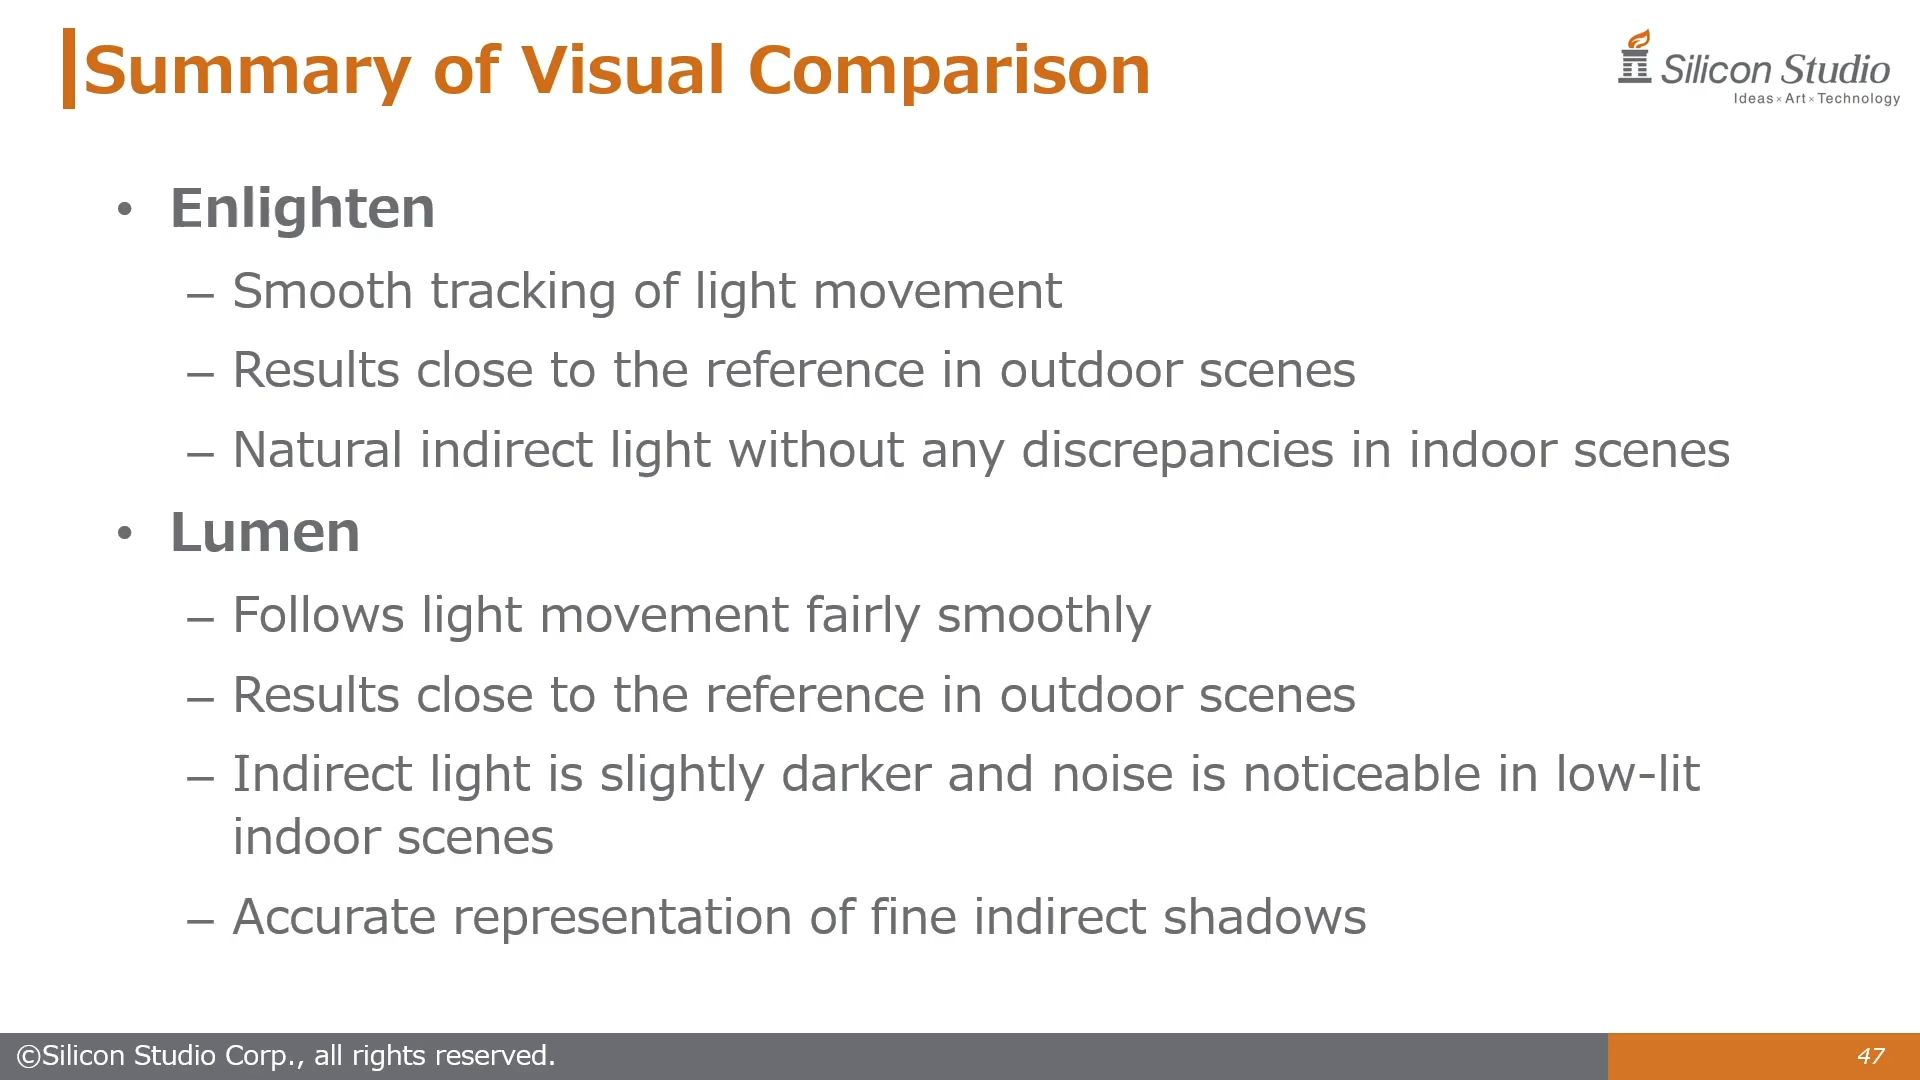 Summary of Visual Comparison
Silicon Studio
Ideas×Art×Technology
• Enlighten
– Smooth tracking of light movement
– Results close to the reference in outdoor scenes
– Natural indirect light without any discrepancies in indoor scenes
• Lumen
– Follows light movement fairly smoothly
– Results close to the reference in outdoor scenes
– Indirect light is slightly darker and noise is noticeable in low-lit
indoor scenes
– Accurate representation of fine indirect shadows
©Silicon Studio Corp., all rights reserved.
47